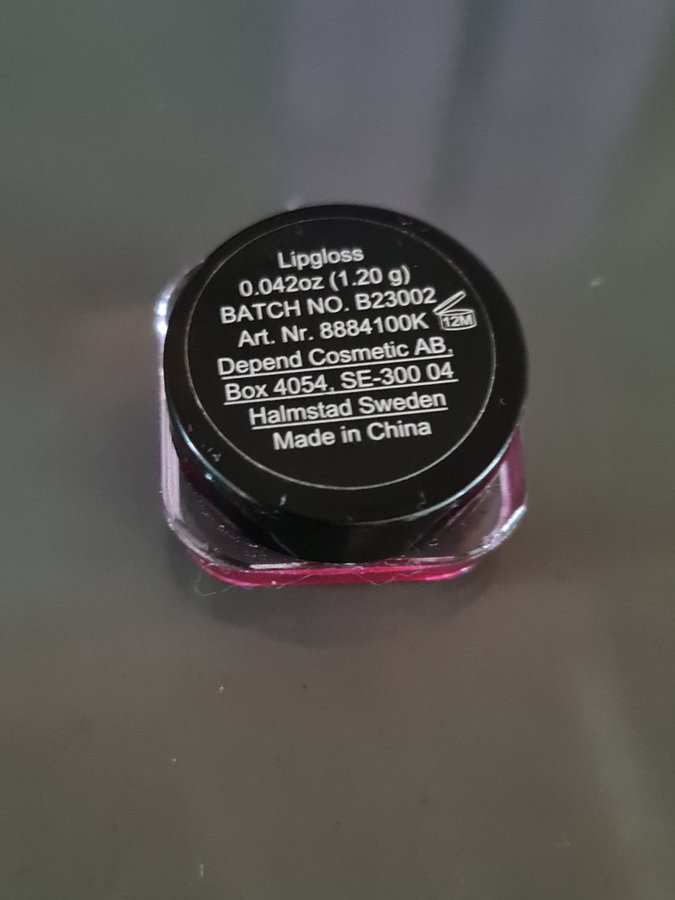 Lipgloss
0.042oz (1.20 g)
BATCH NO. B23002
Art. Nr. 8884100K 12M
Depend Cosmetic AB,
Box 4054, SE-300 04
Halmstad Sweden
Made in China